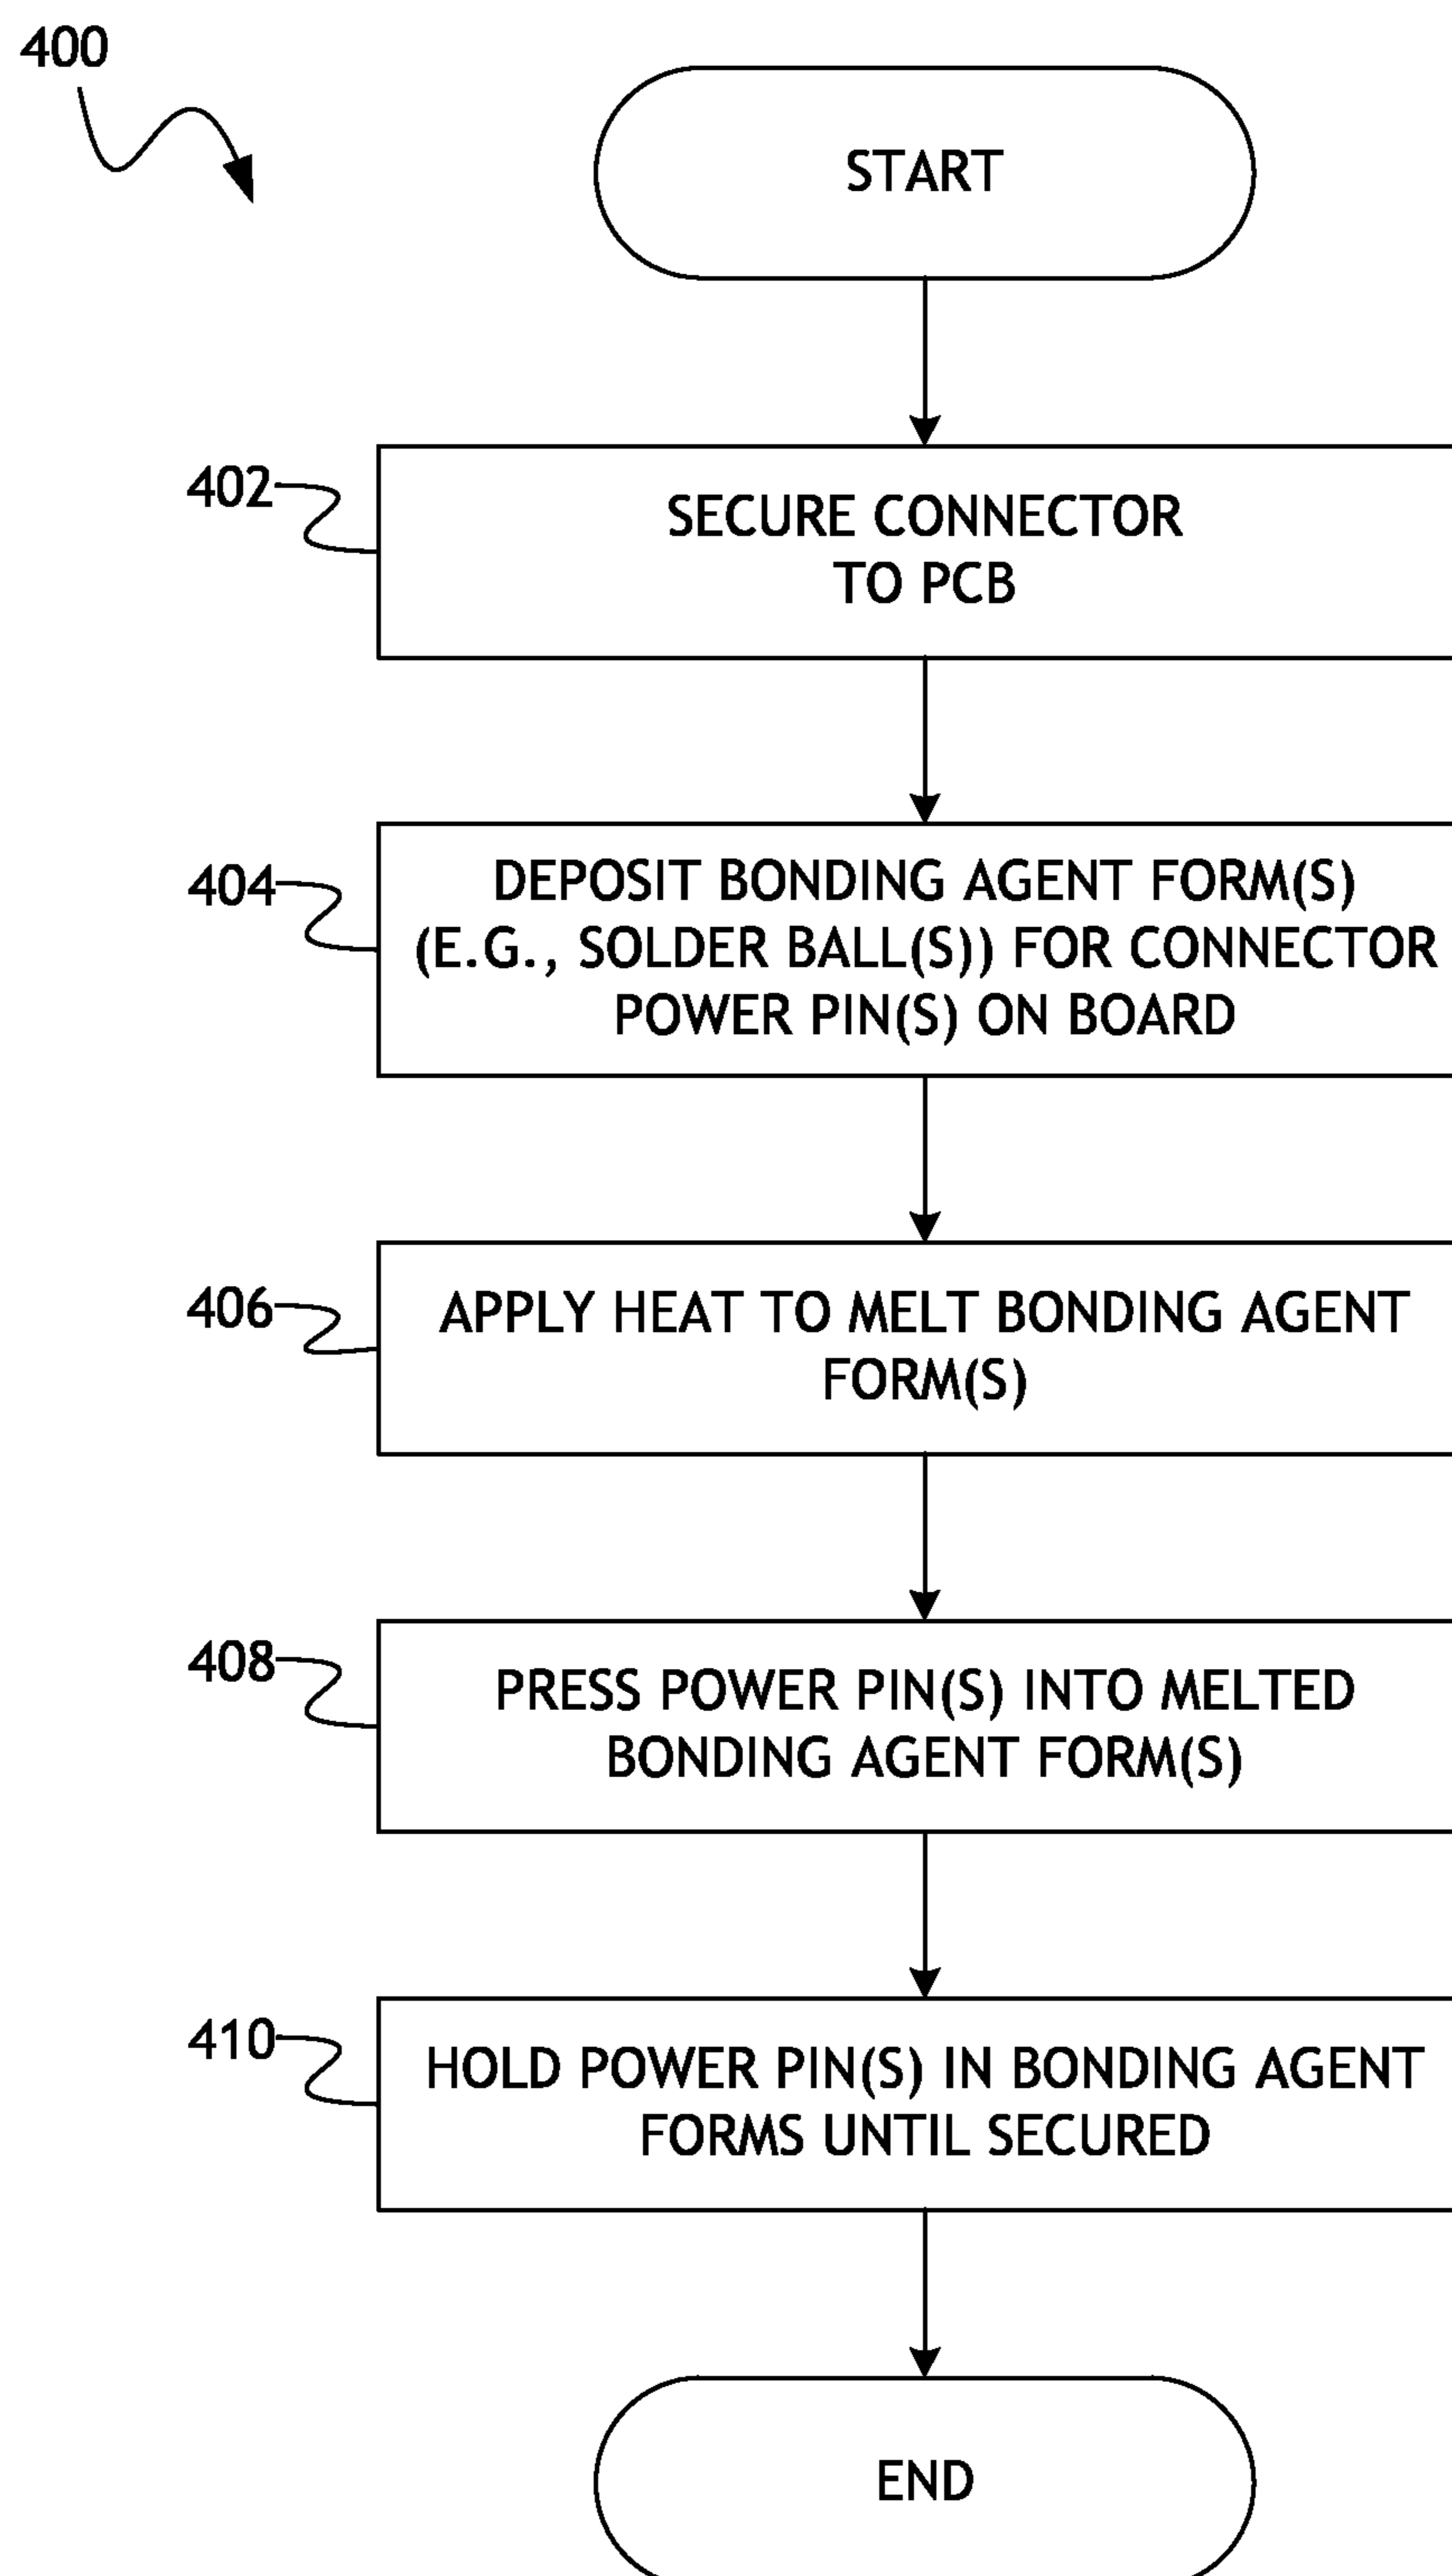 400
START
402
SECURE CONNECTOR
TO PCB
404
DEPOSIT BONDING AGENT FORM(S)
(E.G., SOLDER BALL(S)) FOR CONNECTOR
POWER PIN(S) ON BOARD
406
APPLY HEAT TO MELT BONDING AGENT
FORM(S)
408
PRESS POWER PIN(S) INTO MELTED
BONDING AGENT FORM(S)
410
HOLD POWER PIN(S) IN BONDING AGENT
FORMS UNTIL SECURED
END